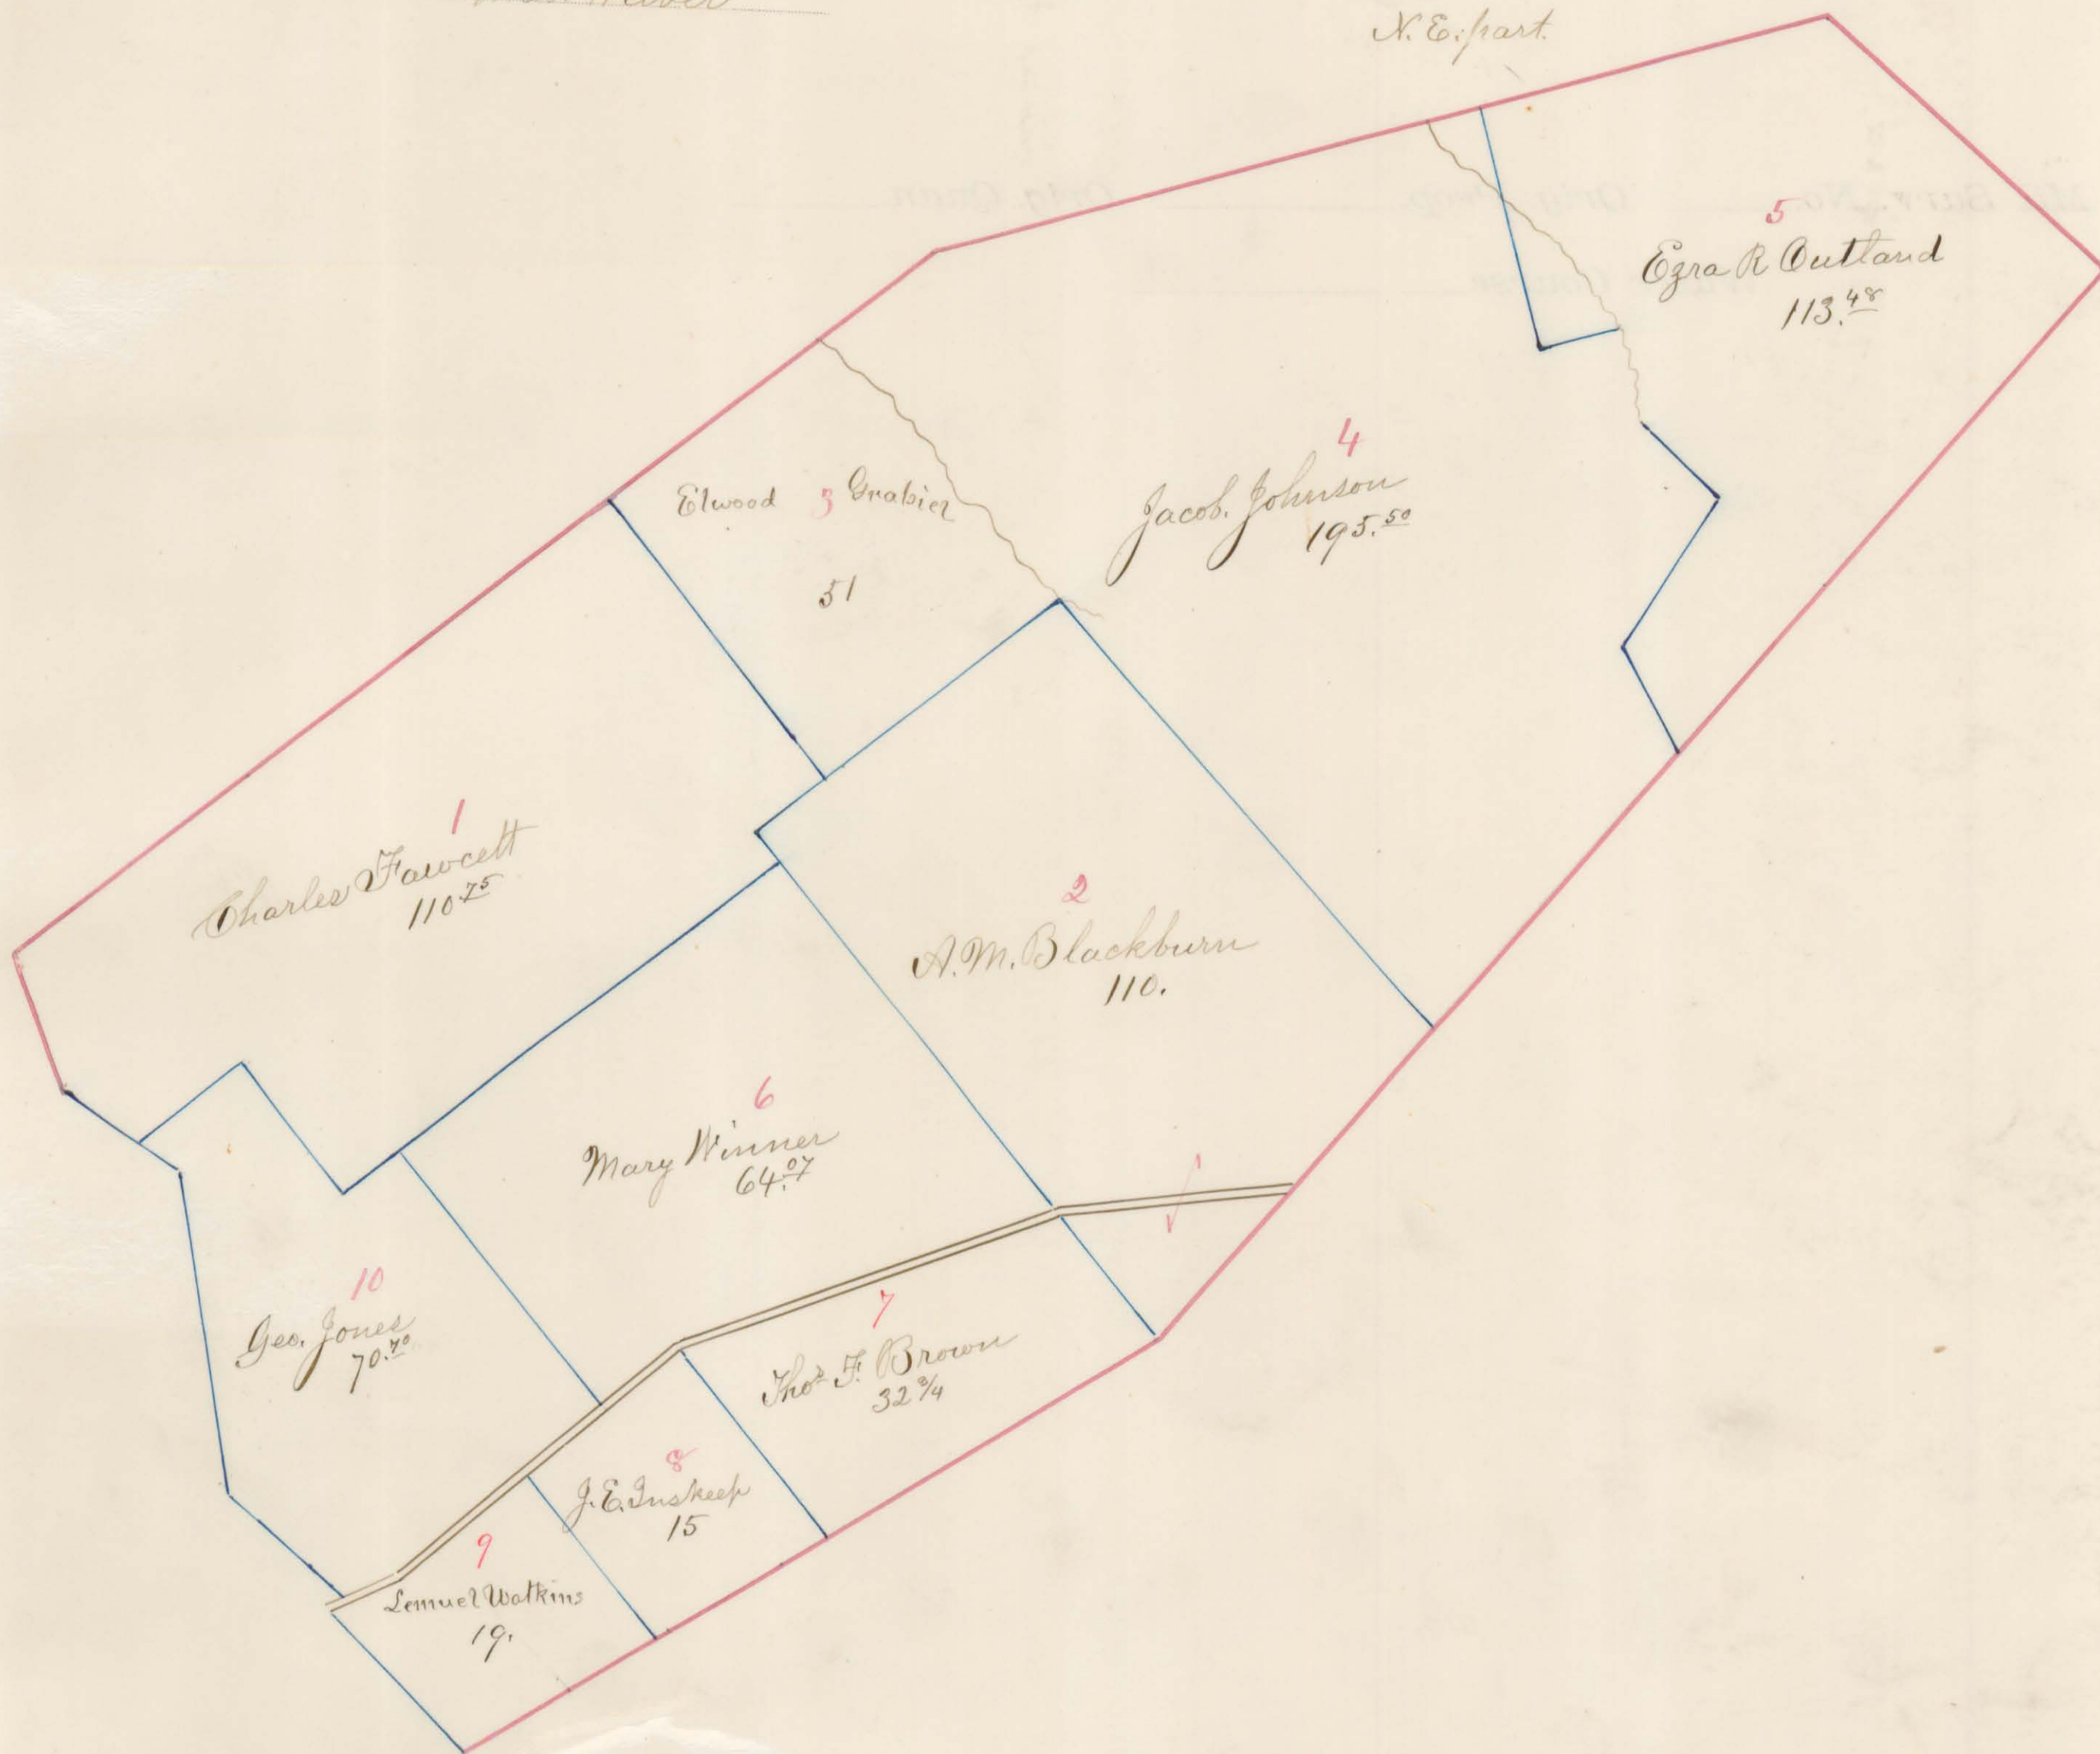 N. E. part.
5
Ezra R Outland
113.48
4
Jacob. Johnson
195.50
Elwood 3 Grabiel
51
1
Charles Fawcett
110 75
2
A. M. Blackburn
110.
6
Mary Winner
64.07
10
Geo. Jones
70.70
7
Thos F. Brown
32 3/4
8
J. E. Inskeep
15
9
Lemuel Watkins
19.